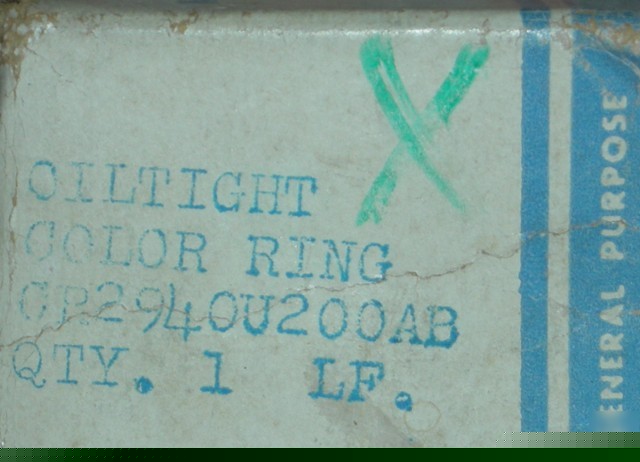 OILTIGHT
COLOR RING
CR2940U200AB
QTY. 1 LF.
ENERAL PURPOSE
X